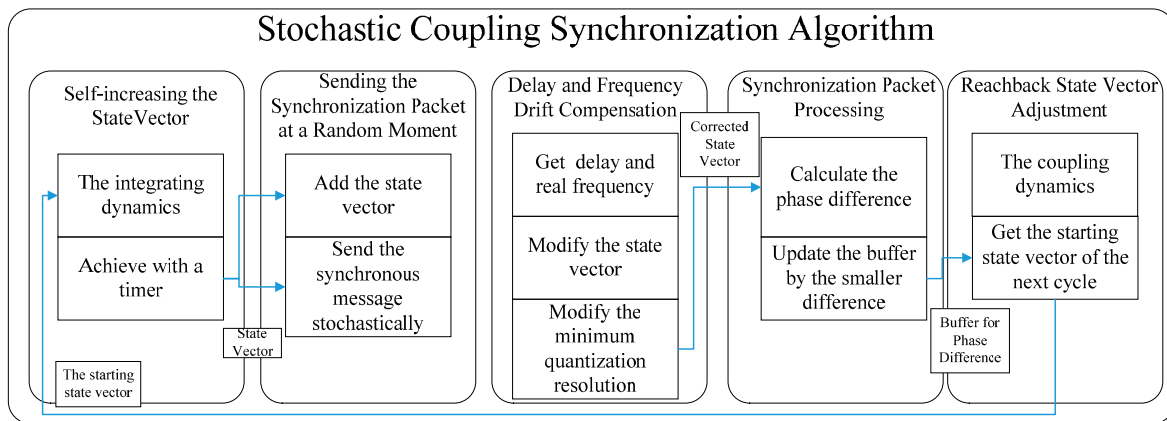 Stochastic Coupling Synchronization Algorithm
Self-increasing the
StateVector
The integrating
dynamics
Achieve with a
timer
The starting
state vector
State
Vector
Sending the
Synchronization Packet
at a Random Moment
Add the state
vector
Send the
synchronous
message
stochastically
Delay and Frequency
Drift Compensation
Get delay and
real frequency
Modify the state
vector
Modify the
minimum
quantization
resolution
Corrected
State
Vector
Synchronization Packet
Processing
Calculate the
phase difference
Update the buffer
by the smaller
difference
Buffer for
Phase
Difference
Reachback State Vector
Adjustment
The coupling
dynamics
Get the starting
state vector of the
next cycle